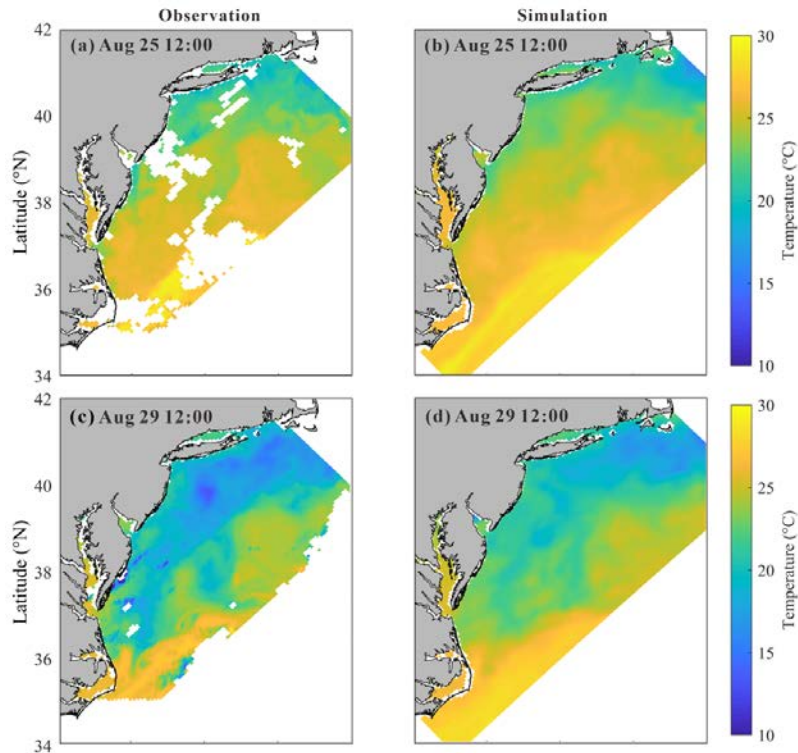 Observation
Simulation
(a) Aug 25 12:00
(b) Aug 25 12:00
42
40
38
36
34
Latitude (°N)
30
25
20
15
10
Temperature (°C)
(c) Aug 29 12:00
(d) Aug 29 12:00
42
40
38
36
34
Latitude (°N)
30
25
20
15
10
Temperature (°C)